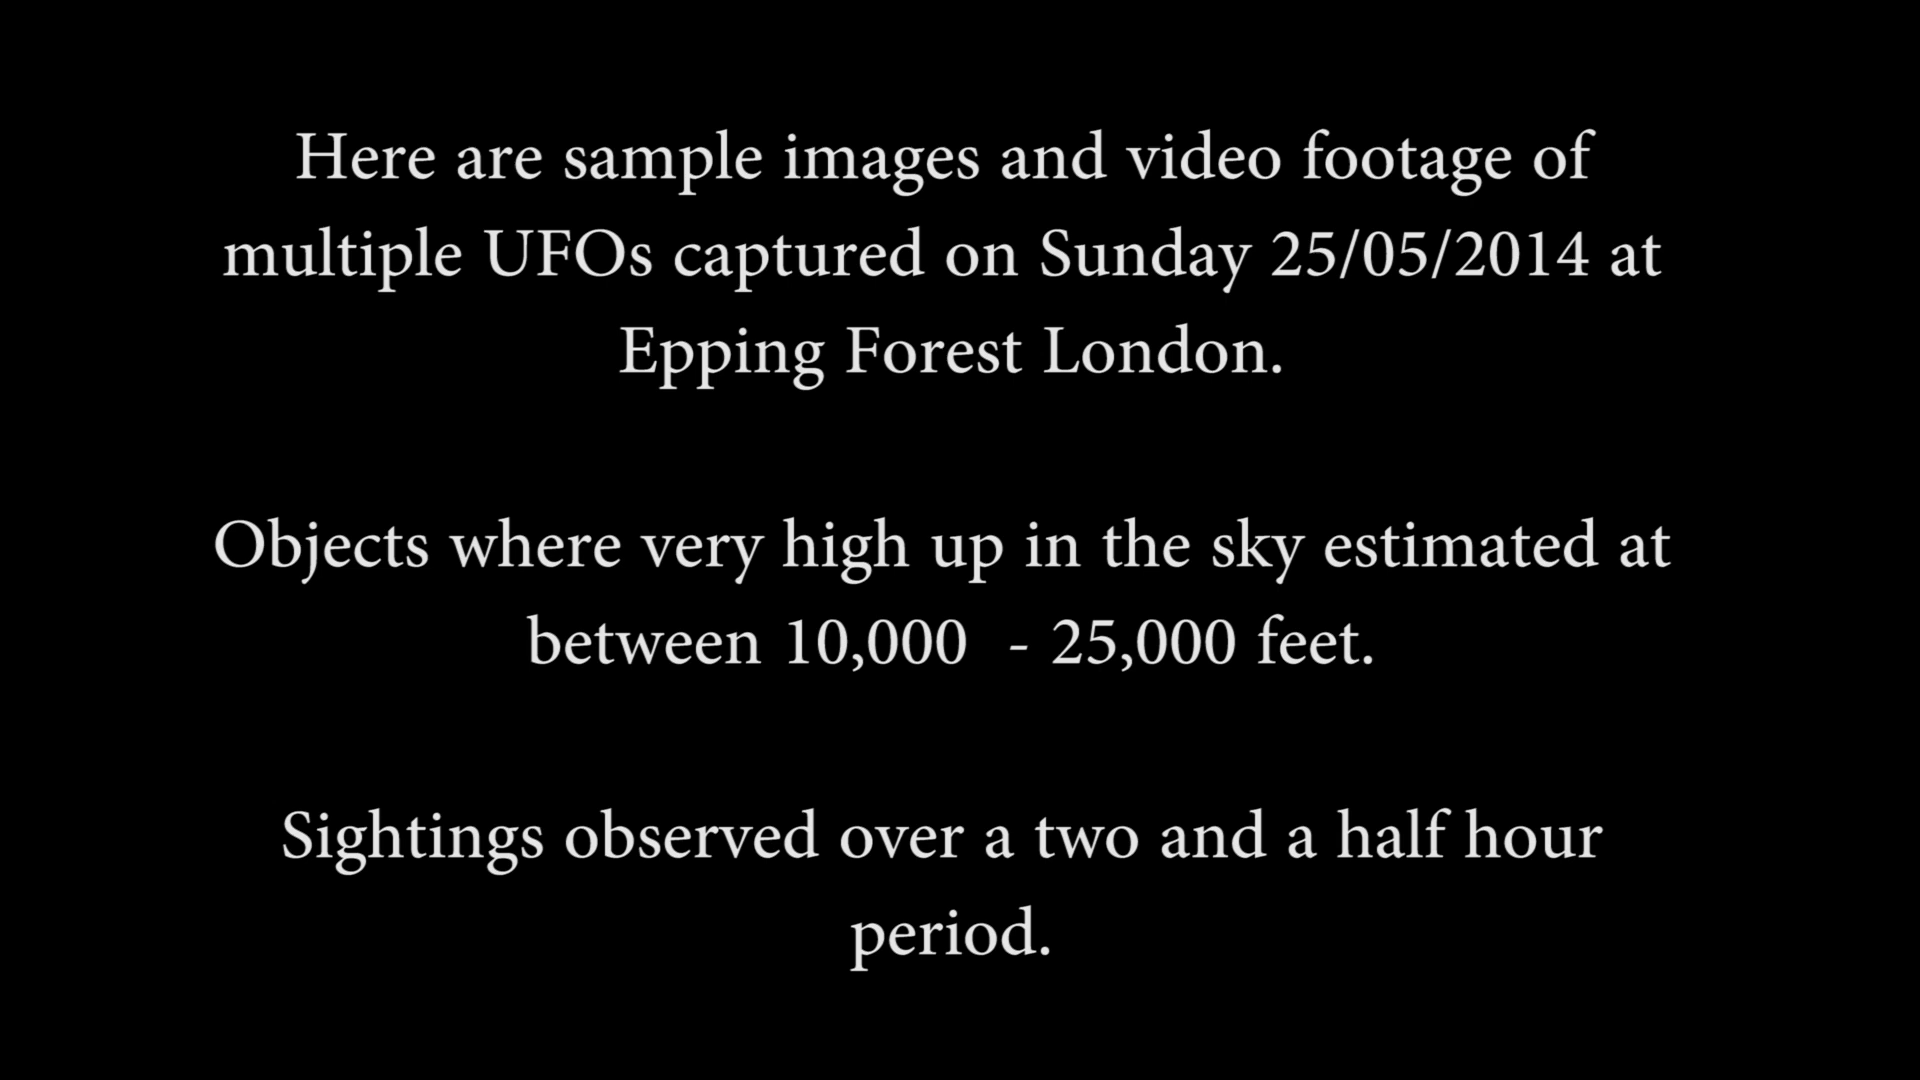 Here are sample images and video footage of
multiple UFOs captured on Sunday 25/05/2014 at
Epping Forest London.
Objects where very high up in the sky estimated at
between 10,000  - 25,000 feet.
Sightings observed over a two and a half hour
period.